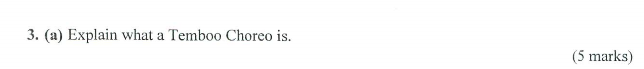 3. (a) Explain what a Temboo Choreo is.
(5 marks)